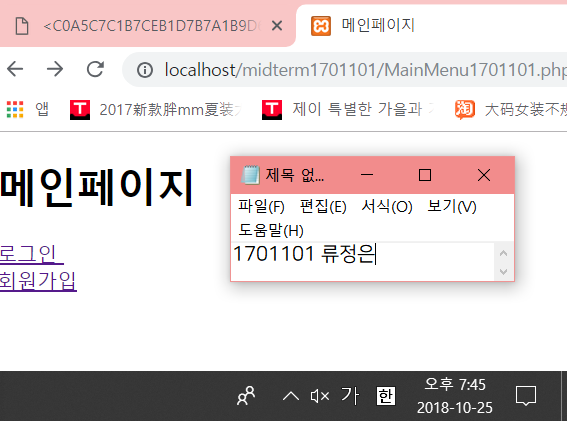 <C0A5C7C1B7CEB1D7B7A1B9D
메인페이지
localhost/midterm1701101/MainMenu1701101.php
앱
2017新款胖mm夏装
제이 특별한 가을과
大码女装不规
메인페이지
로그인
회원가입
제목 없...
파일(F) 편집(E) 서식(O) 보기(V)
도움말(H)
1701101 류정은
가
한
오후 7:45
2018-10-25